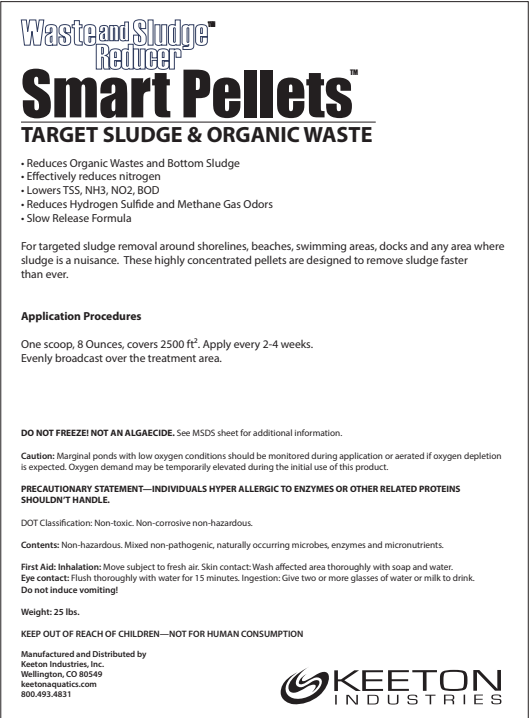 Waste and Sludge™
Reducer
Smart Pellets™
TARGET SLUDGE & ORGANIC WASTE
• Reduces Organic Wastes and Bottom Sludge
• Effectively reduces nitrogen
• Lowers TSS, NH3, NO2, BOD
• Reduces Hydrogen Sulfide and Methane Gas Odors
• Slow Release Formula
For targeted sludge removal around shorelines, beaches, swimming areas, docks and any area where
sludge is a nuisance. These highly concentrated pellets are designed to remove sludge faster
than ever.
Application Procedures
One scoop, 8 Ounces, covers 2500 ft². Apply every 2-4 weeks.
Evenly broadcast over the treatment area.
DO NOT FREEZE! NOT AN ALGAECIDE. See MSDS sheet for additional information.
Caution: Marginal ponds with low oxygen conditions should be monitored during application or aerated if oxygen depletion
is expected. Oxygen demand may be temporarily elevated during the initial use of this product.
PRECAUTIONARY STATEMENT—INDIVIDUALS HYPER ALLERGIC TO ENZYMES OR OTHER RELATED PROTEINS
SHOULDN'T HANDLE.
DOT Classification: Non-toxic. Non-corrosive non-hazardous.
Contents: Non-hazardous. Mixed non-pathogenic, naturally occurring microbes, enzymes and micronutrients.
First Aid: Inhalation: Move subject to fresh air. Skin contact: Wash affected area thoroughly with soap and water.
Eye contact: Flush thoroughly with water for 15 minutes. Ingestion: Give two or more glasses of water or milk to drink.
Do not induce vomiting!
Weight: 25 lbs.
KEEP OUT OF REACH OF CHILDREN—NOT FOR HUMAN CONSUMPTION
Manufactured and Distributed by
Keeton Industries, Inc.
Wellington, CO 80549
keetonaquatics.com
800.493.4831
KEETON
INDUSTRIES